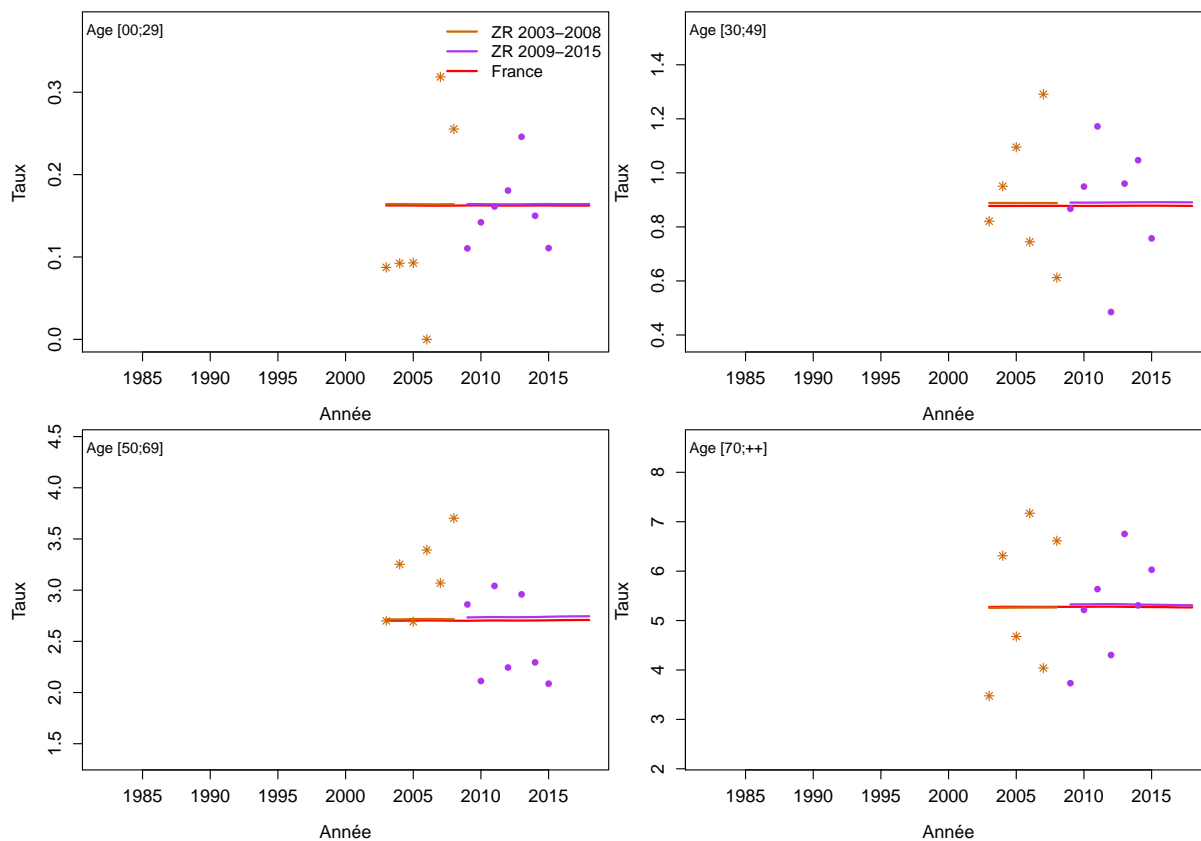 Age [00;29]
ZR 2003–2008
ZR 2009–2015
France
Taux
0.0
0.1
0.2
0.3
1985 1990 1995 2000 2005 2010 2015
Année
Age [30;49]
Taux
0.4
0.6
0.8
1.0
1.2
1.4
1985 1990 1995 2000 2005 2010 2015
Année
Age [50;69]
Taux
1.5
2.0
2.5
3.0
3.5
4.0
4.5
1985 1990 1995 2000 2005 2010 2015
Année
Age [70;++]
Taux
2
3
4
5
6
7
8
1985 1990 1995 2000 2005 2010 2015
Année